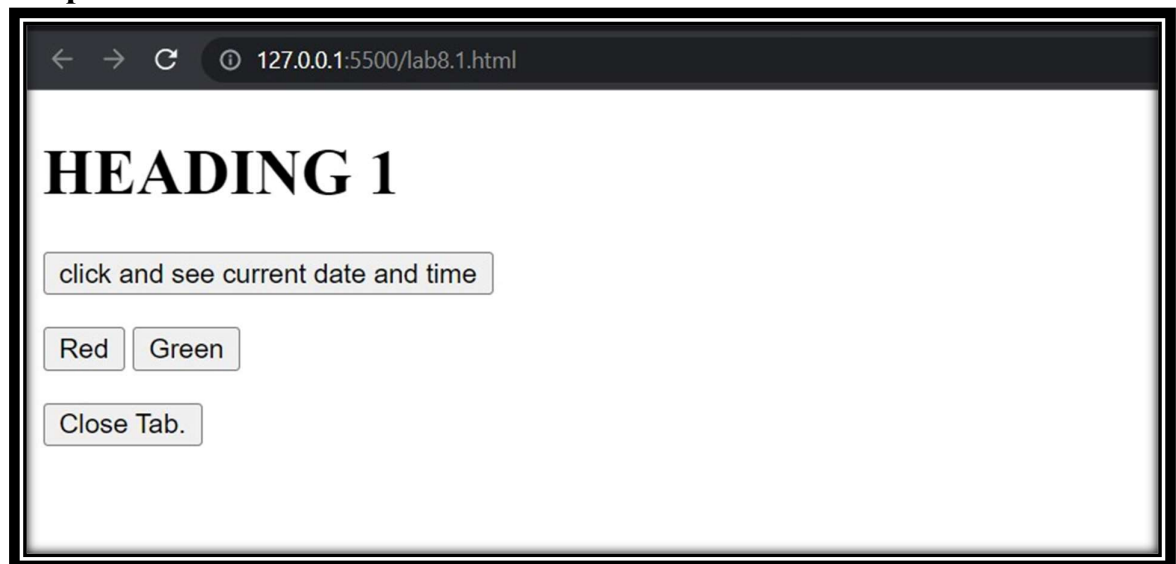 127.0.0.1:5500/lab8.1.html
HEADING 1
click and see current date and time
Red Green
Close Tab.